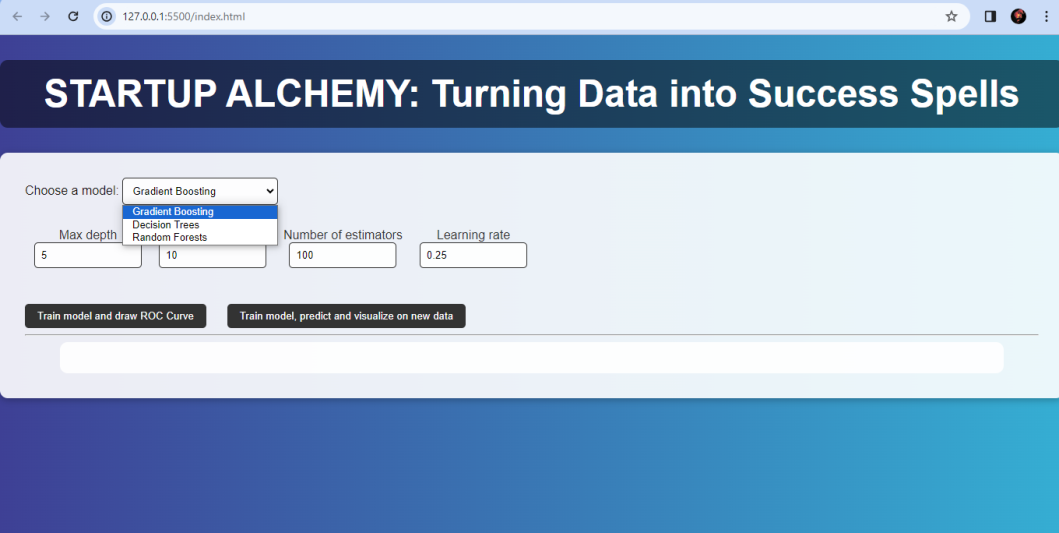 127.0.0.1:5500/index.html
STARTUP ALCHEMY: Turning Data into Success Spells
Choose a model: Gradient Boosting
Gradient Boosting
Decision Trees
Random Forests
Max depth Number of estimators Learning rate
5 10 100 0.25
Train model and draw ROC Curve Train model, predict and visualize on new data